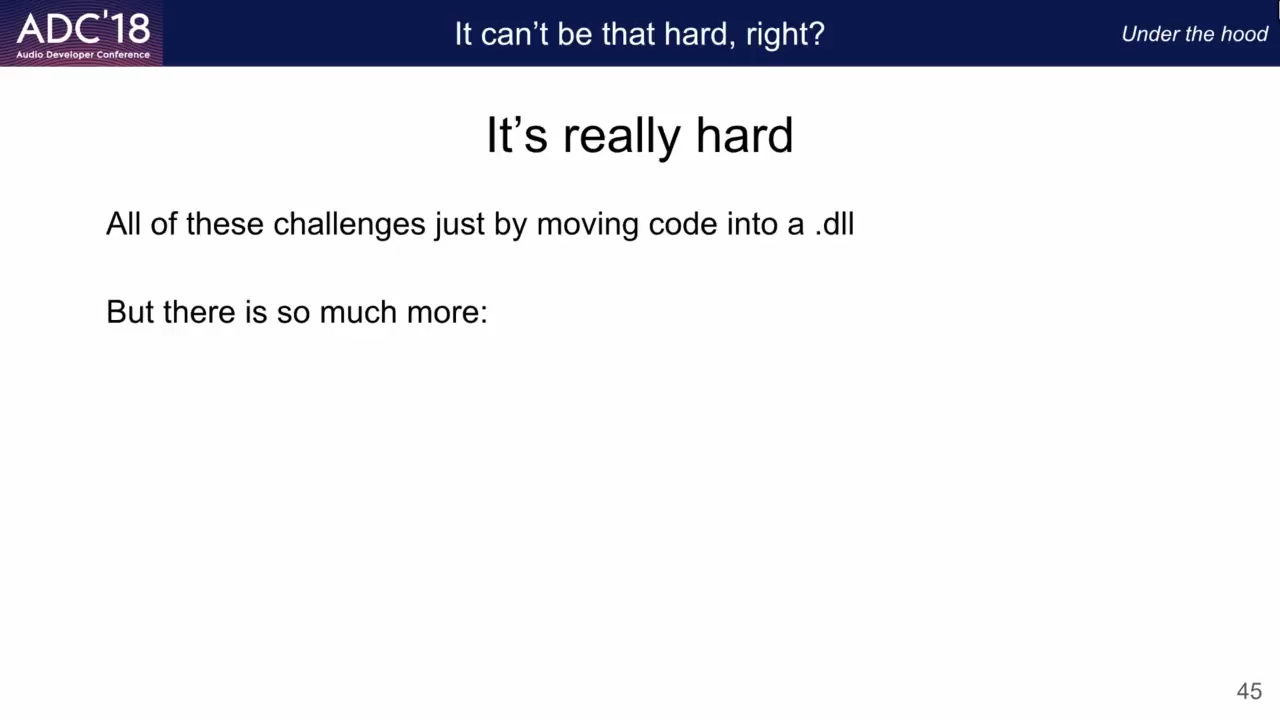 ADC'18
Audio Developer Conference
It can’t be that hard, right?
Under the hood
It’s really hard
All of these challenges just by moving code into a .dll
But there is so much more:
45